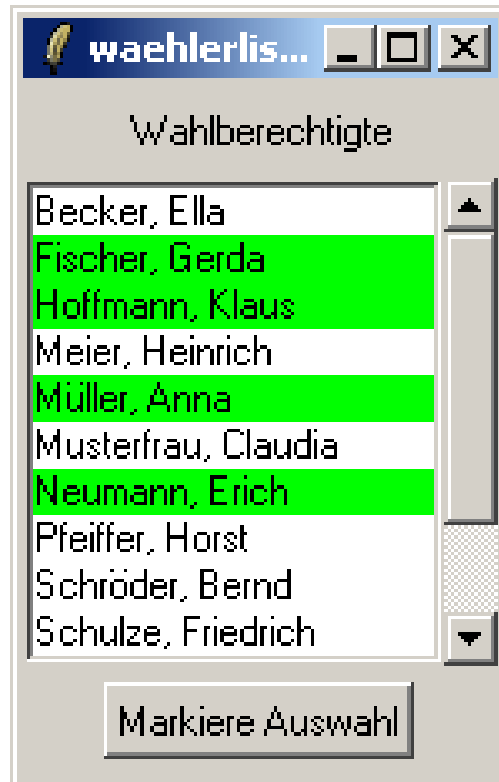 waehlerlis...
Wahlberechtigte
Becker, Ella
Fischer, Gerda
Hoffmann, Klaus
Meier, Heinrich
Müller, Anna
Musterfrau, Claudia
Neumann, Erich
Pfeiffer, Horst
Schröder, Bernd
Schulze, Friedrich
Markiere Auswahl